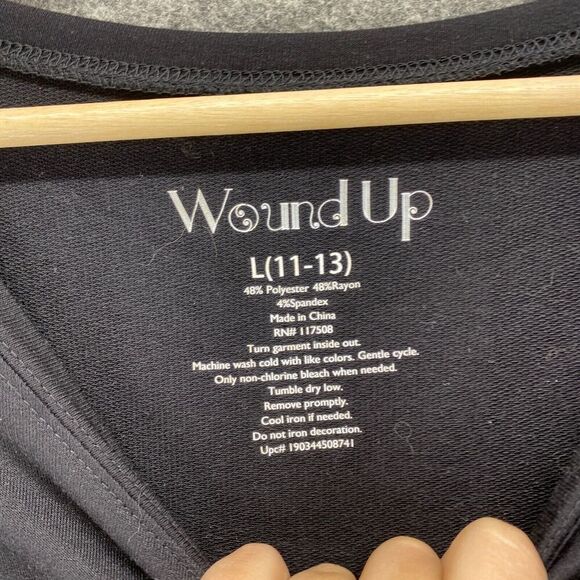 Wound Up
L(11-13)
48% Polyester 48%Rayon
4%Spandex
Made in China
RN# 117508
Turn garment inside out.
Machine wash cold with like colors. Gentle cycle.
Only non-chlorine bleach when needed.
Tumble dry low.
Remove promptly.
Cool iron if needed.
Do not iron decoration.
Upc# 190344508741